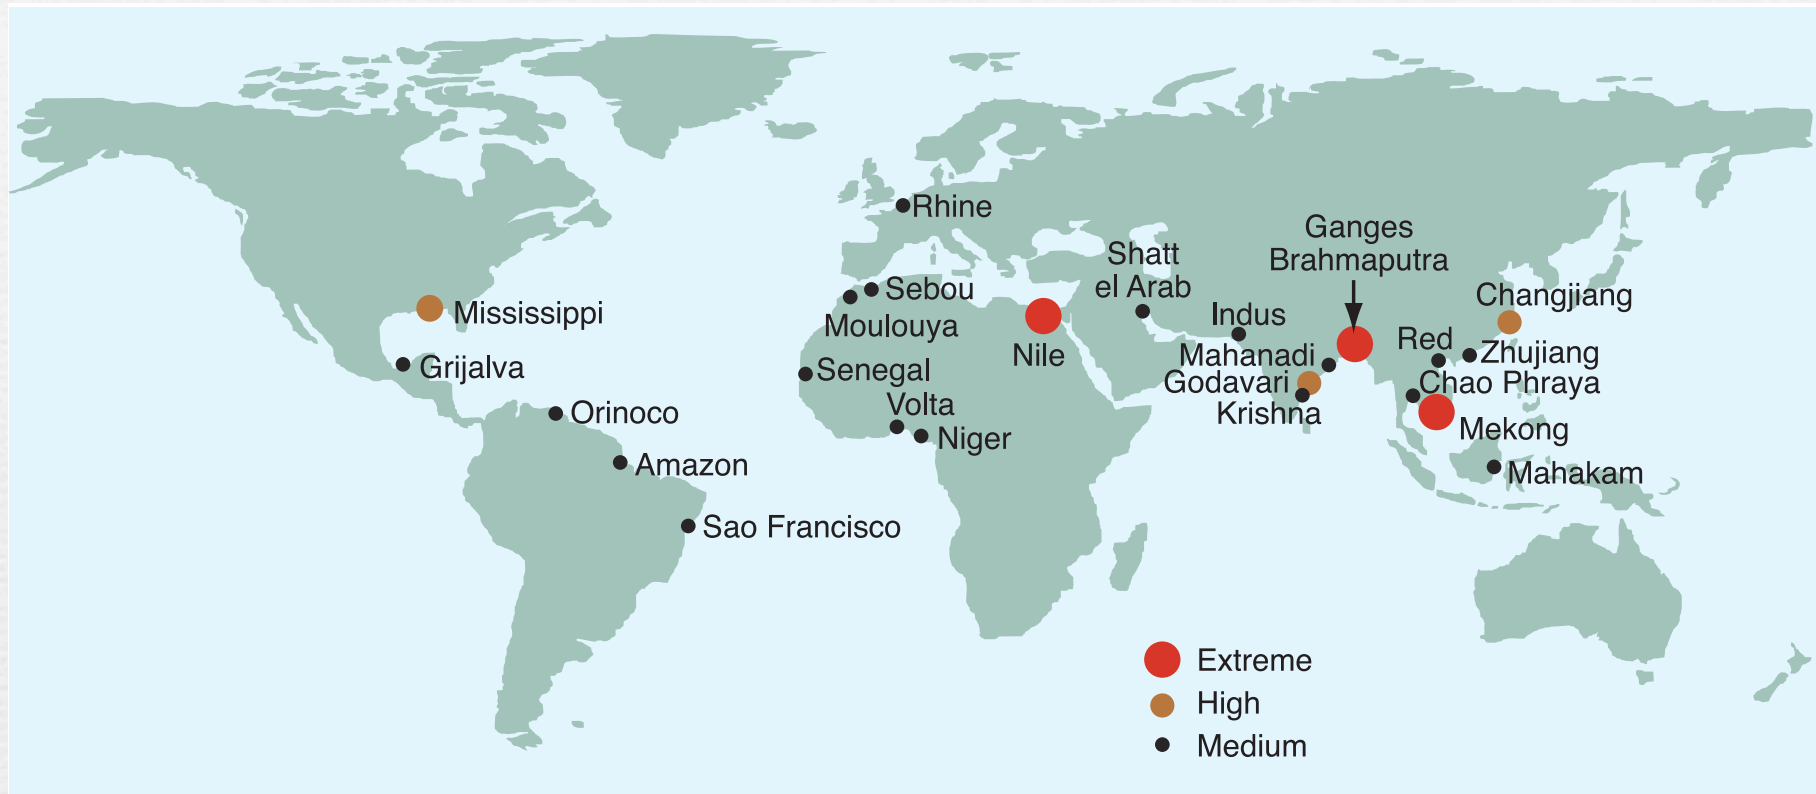 Rhine
Ganges
Brahmaputra
Shatt
el Arab
Sebou
Changjiang
Mississippi
Moulouya
Indus
Red
Nile
Mahanadi
Zhujiang
Grijalva
Senegal
Godavari
Chao Phraya
Volta
Krishna
Orinoco
Niger
Mekong
Amazon
Mahakam
Sao Francisco
Extreme
High
Medium